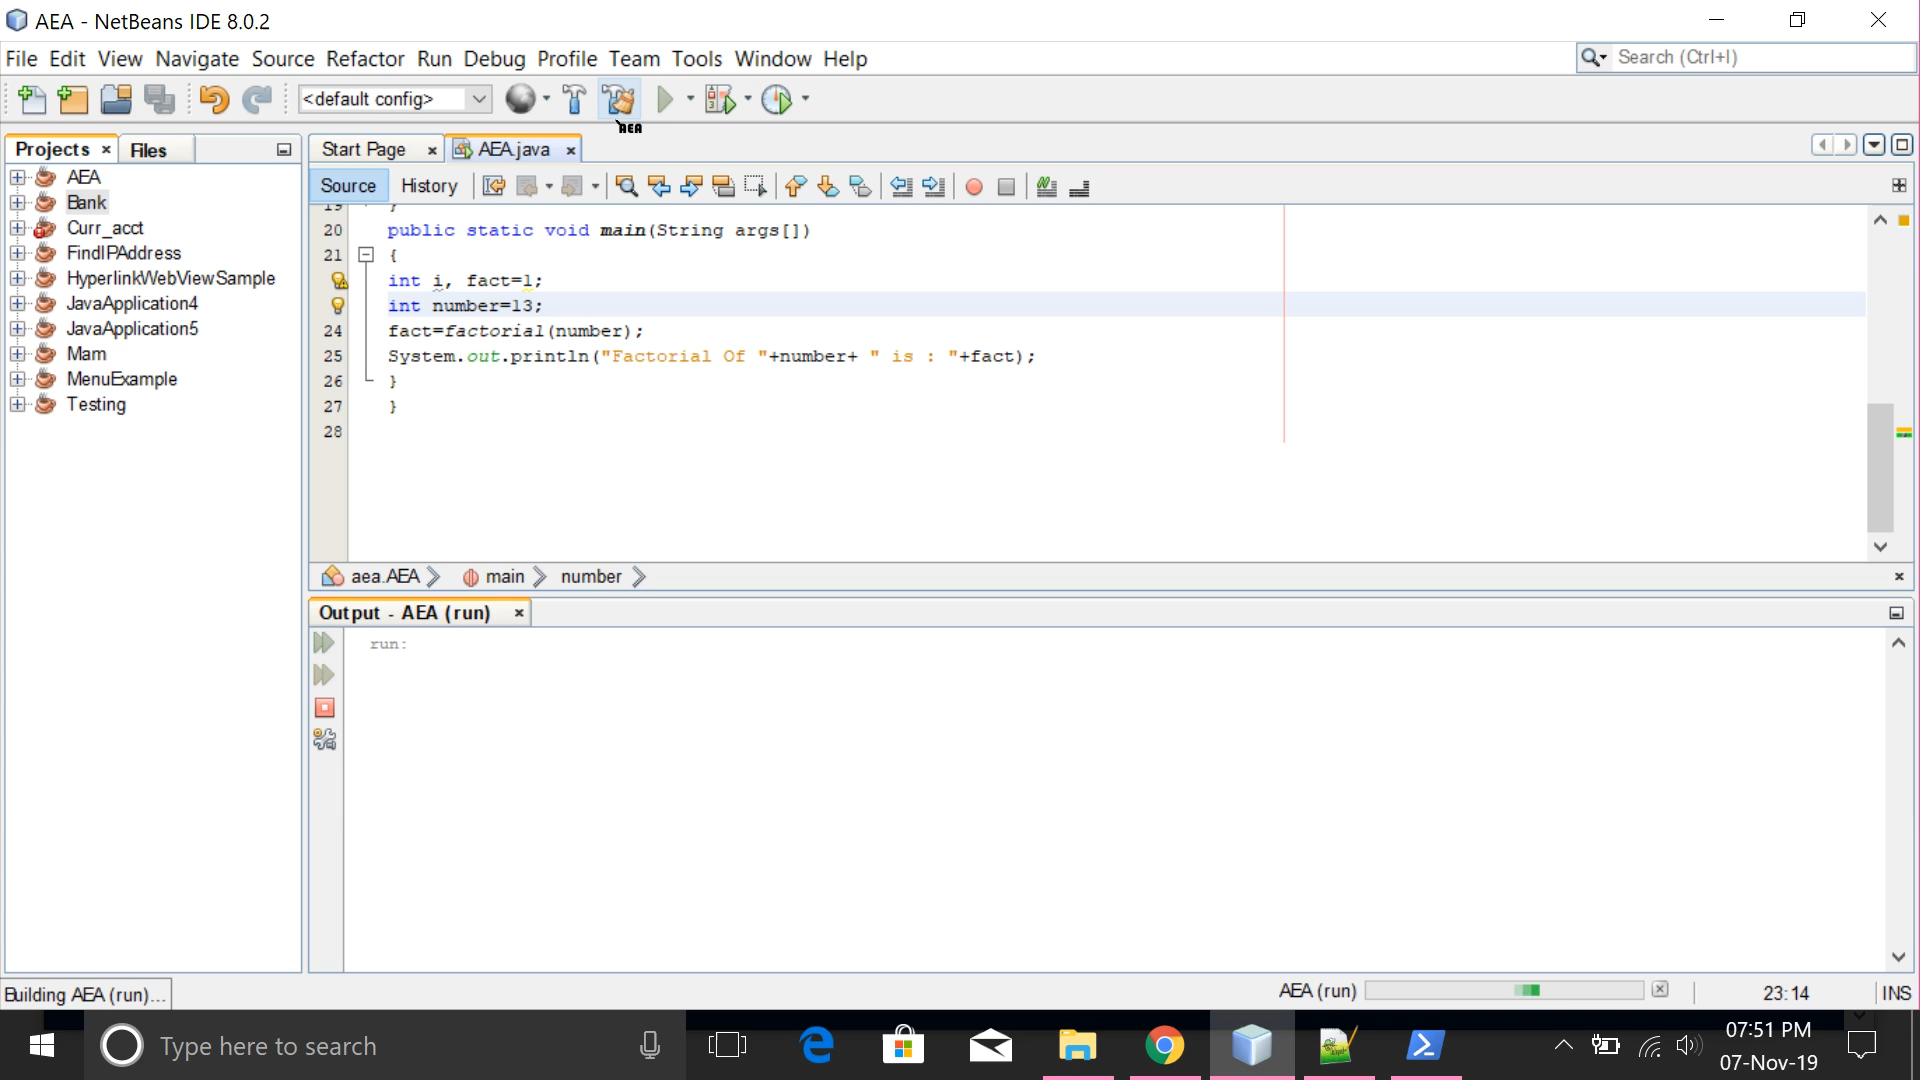 AEA - NetBeans IDE 8.0.2
File Edit View Navigate Source Refactor Run Debug Profile Team Tools Window Help
Search (Ctrl+I)
<default config>
AEA
Projects
Files
Start Page
AEA.java
Source
History
AEA
Bank
Curr_acct
FindIPAddress
HyperlinkWebViewSample
JavaApplication4
JavaApplication5
Mam
MenuExample
Testing
19 }
20 public static void main(String args[])
21 {
int i, fact=1;
int number=13;
24 fact=factorial(number);
25 System.out.println("Factorial Of "+number+ " is : "+fact);
26 }
27 }
28
aea.AEA main number
Output - AEA (run)
run:
Building AEA (run)...
AEA (run)
23:14
INS
Type here to search
07:51 PM
07-Nov-19